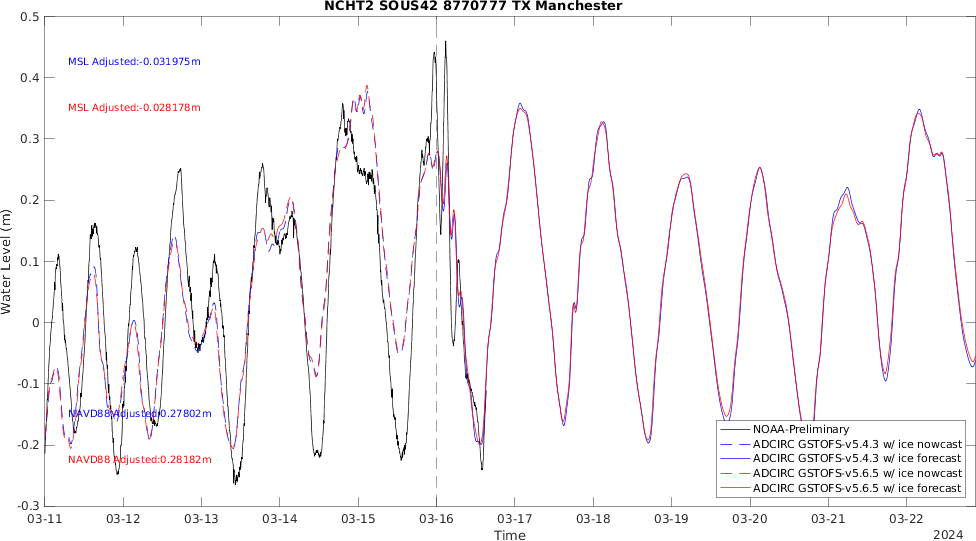 NCHT2 SOUS42 8770777 TX Manchester
Water Level (m)
0.5
0.4
0.3
0.2
0.1
0
-0.1
-0.2
-0.3
MSL Adjusted:-0.031975m
MSL Adjusted:-0.028178m
NAVD88 Adjusted:0.27802m
NAVD88 Adjusted:0.28182m
NOAA-Preliminary
ADCIRC GSTOFS-v5.4.3 w/ ice nowcast
ADCIRC GSTOFS-v5.4.3 w/ ice forecast
ADCIRC GSTOFS-v5.6.5 w/ ice nowcast
ADCIRC GSTOFS-v5.6.5 w/ ice forecast
03-11 03-12 03-13 03-14 03-15 03-16 03-17 03-18 03-19 03-20 03-21 03-22
Time
2024